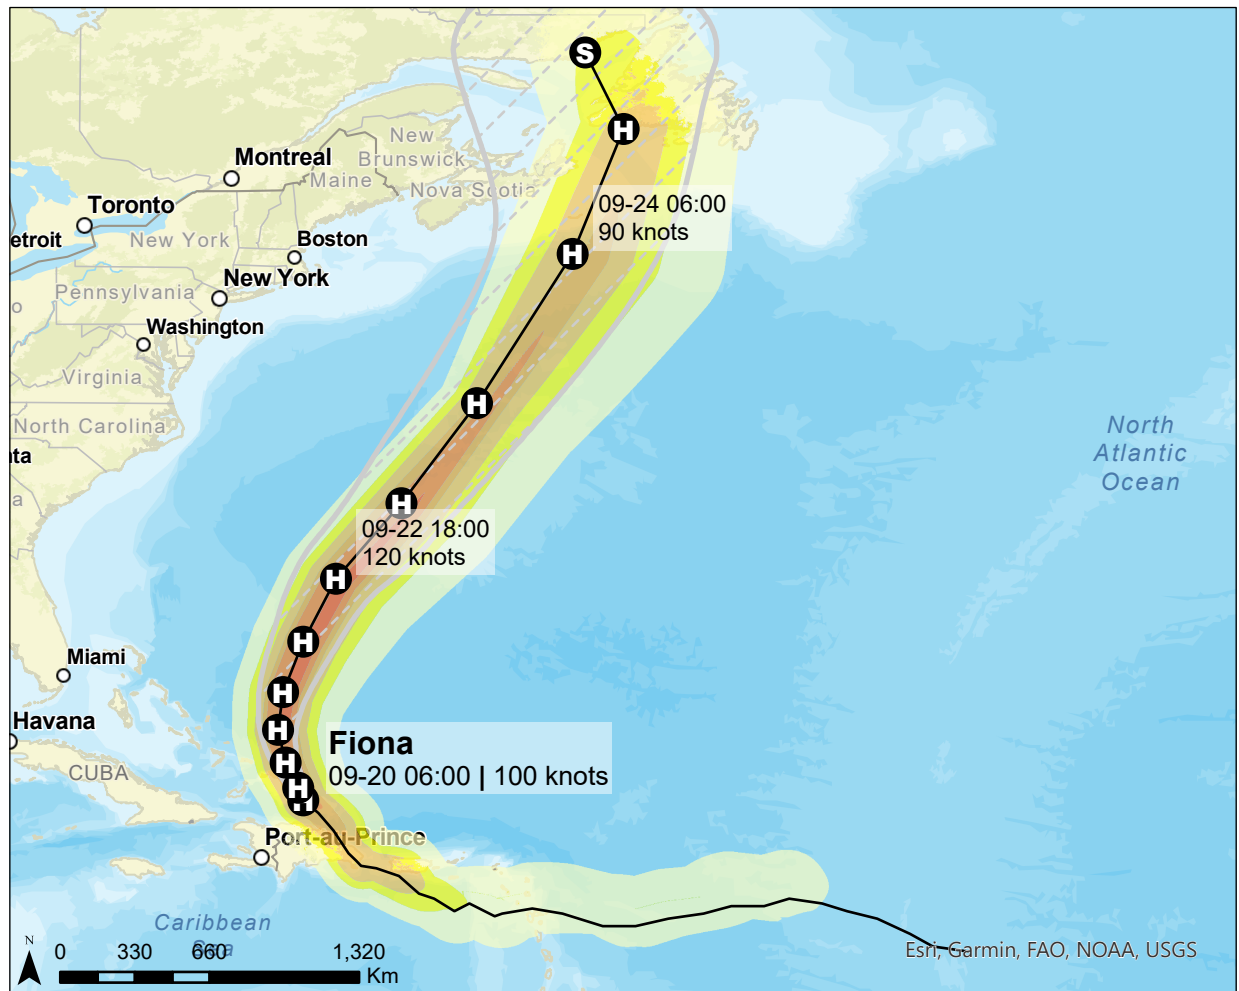 S
H
New
Brunswick
Montreal
Maine
Nova Scotia
Toronto
09-24 06:00
90 knots
etroit
New York
Boston
H
New York
Pennsylvania
o
Washington
Virginia
H
North Carolina
North
Atlantic
Ocean
nta
a
H
09-22 18:00
120 knots
H
H
Miami
H
Havana
H
Fiona
09-20 06:00 | 100 knots
H
CUBA
H
H
Port-au-Prince
Caribbean
Sea
N
0 330 660 1,320
Km
Esri, Garmin, FAO, NOAA, USGS